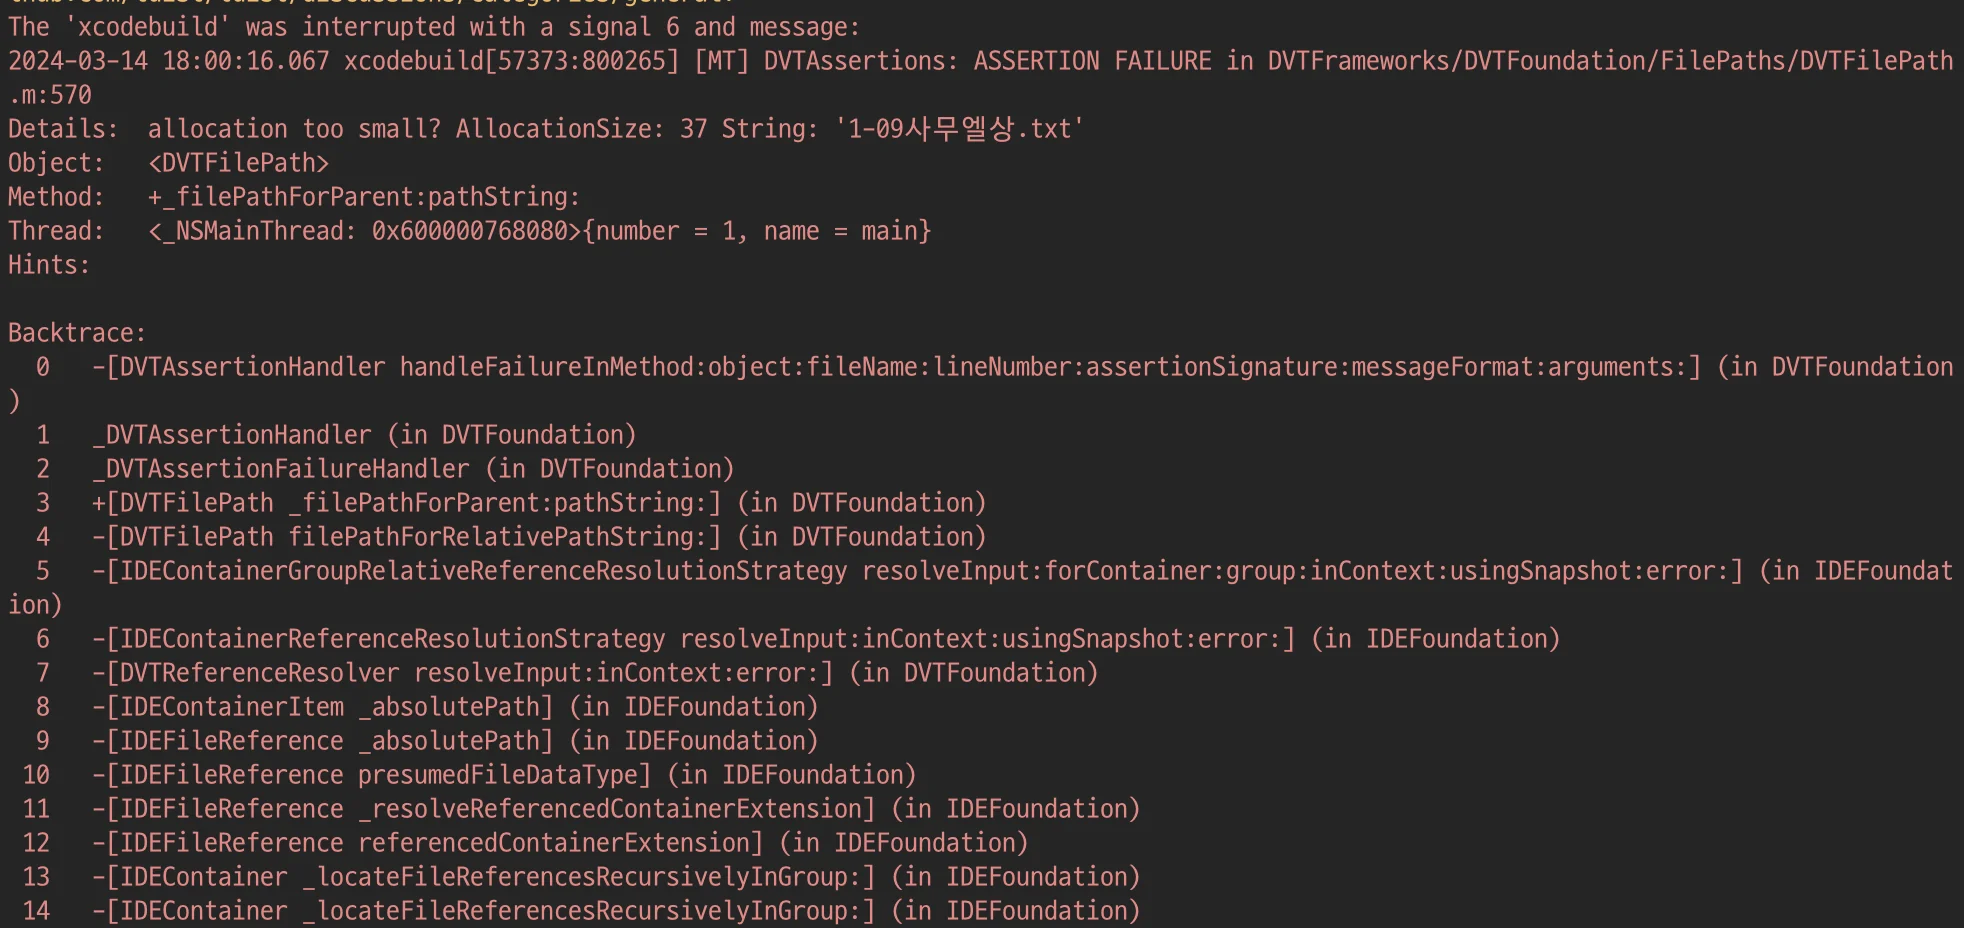 The 'xcodebuild' was interrupted with a signal 6 and message:
2024-03-14 18:00:16.067 xcodebuild[57373:800265] [MT] DVTAssertions: ASSERTION FAILURE in DVTFrameworks/DVTFoundation/FilePaths/DVTFilePath
.m:570
Details:  allocation too small? AllocationSize: 37 String: '1-09사무엘상.txt'
Object:   <DVTFilePath>
Method:   +_filePathForParent:pathString:
Thread:   <_NSMainThread: 0x600000768080>{number = 1, name = main}
Hints:
Backtrace:
  0   -[DVTAssertionHandler handleFailureInMethod:object:fileName:lineNumber:assertionSignature:messageFormat:arguments:] (in DVTFoundation
)
  1   _DVTAssertionHandler (in DVTFoundation)
  2   _DVTAssertionFailureHandler (in DVTFoundation)
  3   +[DVTFilePath _filePathForParent:pathString:] (in DVTFoundation)
  4   -[DVTFilePath filePathForRelativePathString:] (in DVTFoundation)
  5   -[IDEContainerGroupRelativeReferenceResolutionStrategy resolveInput:forContainer:group:inContext:usingSnapshot:error:] (in IDEFoundat
ion)
  6   -[IDEContainerReferenceResolutionStrategy resolveInput:inContext:usingSnapshot:error:] (in IDEFoundation)
  7   -[DVTReferenceResolver resolveInput:inContext:error:] (in DVTFoundation)
  8   -[IDEContainerItem _absolutePath] (in IDEFoundation)
  9   -[IDEFileReference _absolutePath] (in IDEFoundation)
 10   -[IDEFileReference presumedFileDataType] (in IDEFoundation)
 11   -[IDEFileReference _resolveReferencedContainerExtension] (in IDEFoundation)
 12   -[IDEFileReference referencedContainerExtension] (in IDEFoundation)
 13   -[IDEContainer _locateFileReferencesRecursivelyInGroup:] (in IDEFoundation)
 14   -[IDEContainer _locateFileReferencesRecursivelyInGroup:] (in IDEFoundation)